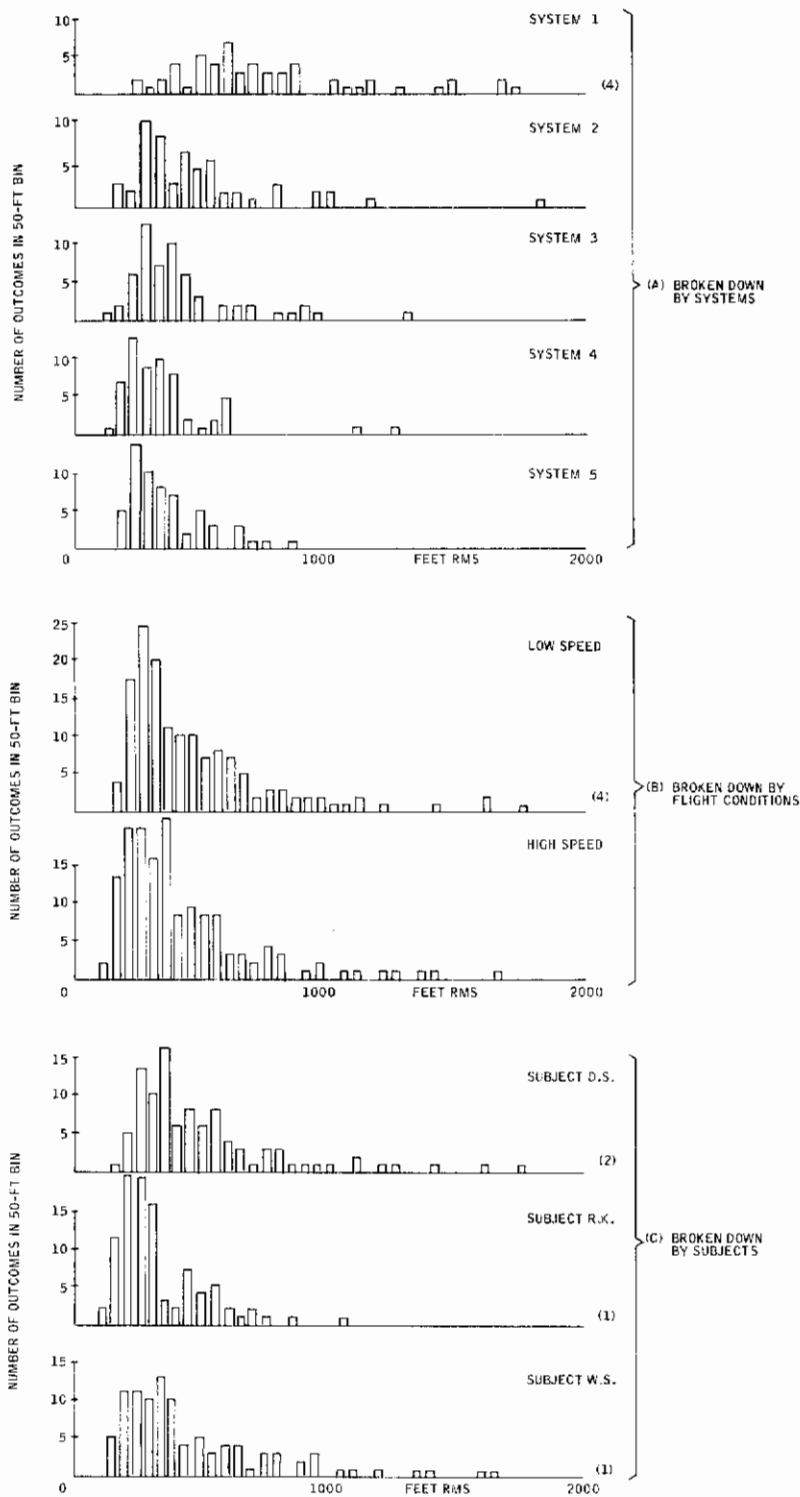 NUMBER OF OUTCOMES IN 50-FT BIN
10
5
SYSTEM 1
(4)
10
5
SYSTEM 2
10
5
SYSTEM 3
(A) BROKEN DOWN
BY SYSTEMS
10
5
SYSTEM 4
10
5
SYSTEM 5
0
1000
FEET RMS
2000
NUMBER OF OUTCOMES IN 50-FT BIN
25
20
15
10
5
LOW SPEED
(4)
(B) BROKEN DOWN BY
FLIGHT CONDITIONS
15
10
5
HIGH SPEED
0
1000
FEET RMS
2000
NUMBER OF OUTCOMES IN 50-FT BIN
15
10
5
SUBJECT D.S.
(2)
15
10
5
SUBJECT R.K.
(1)
(C) BROKEN DOWN
BY SUBJECTS
15
10
5
SUBJECT W.S.
(1)
0
1000
FEET RMS
2000